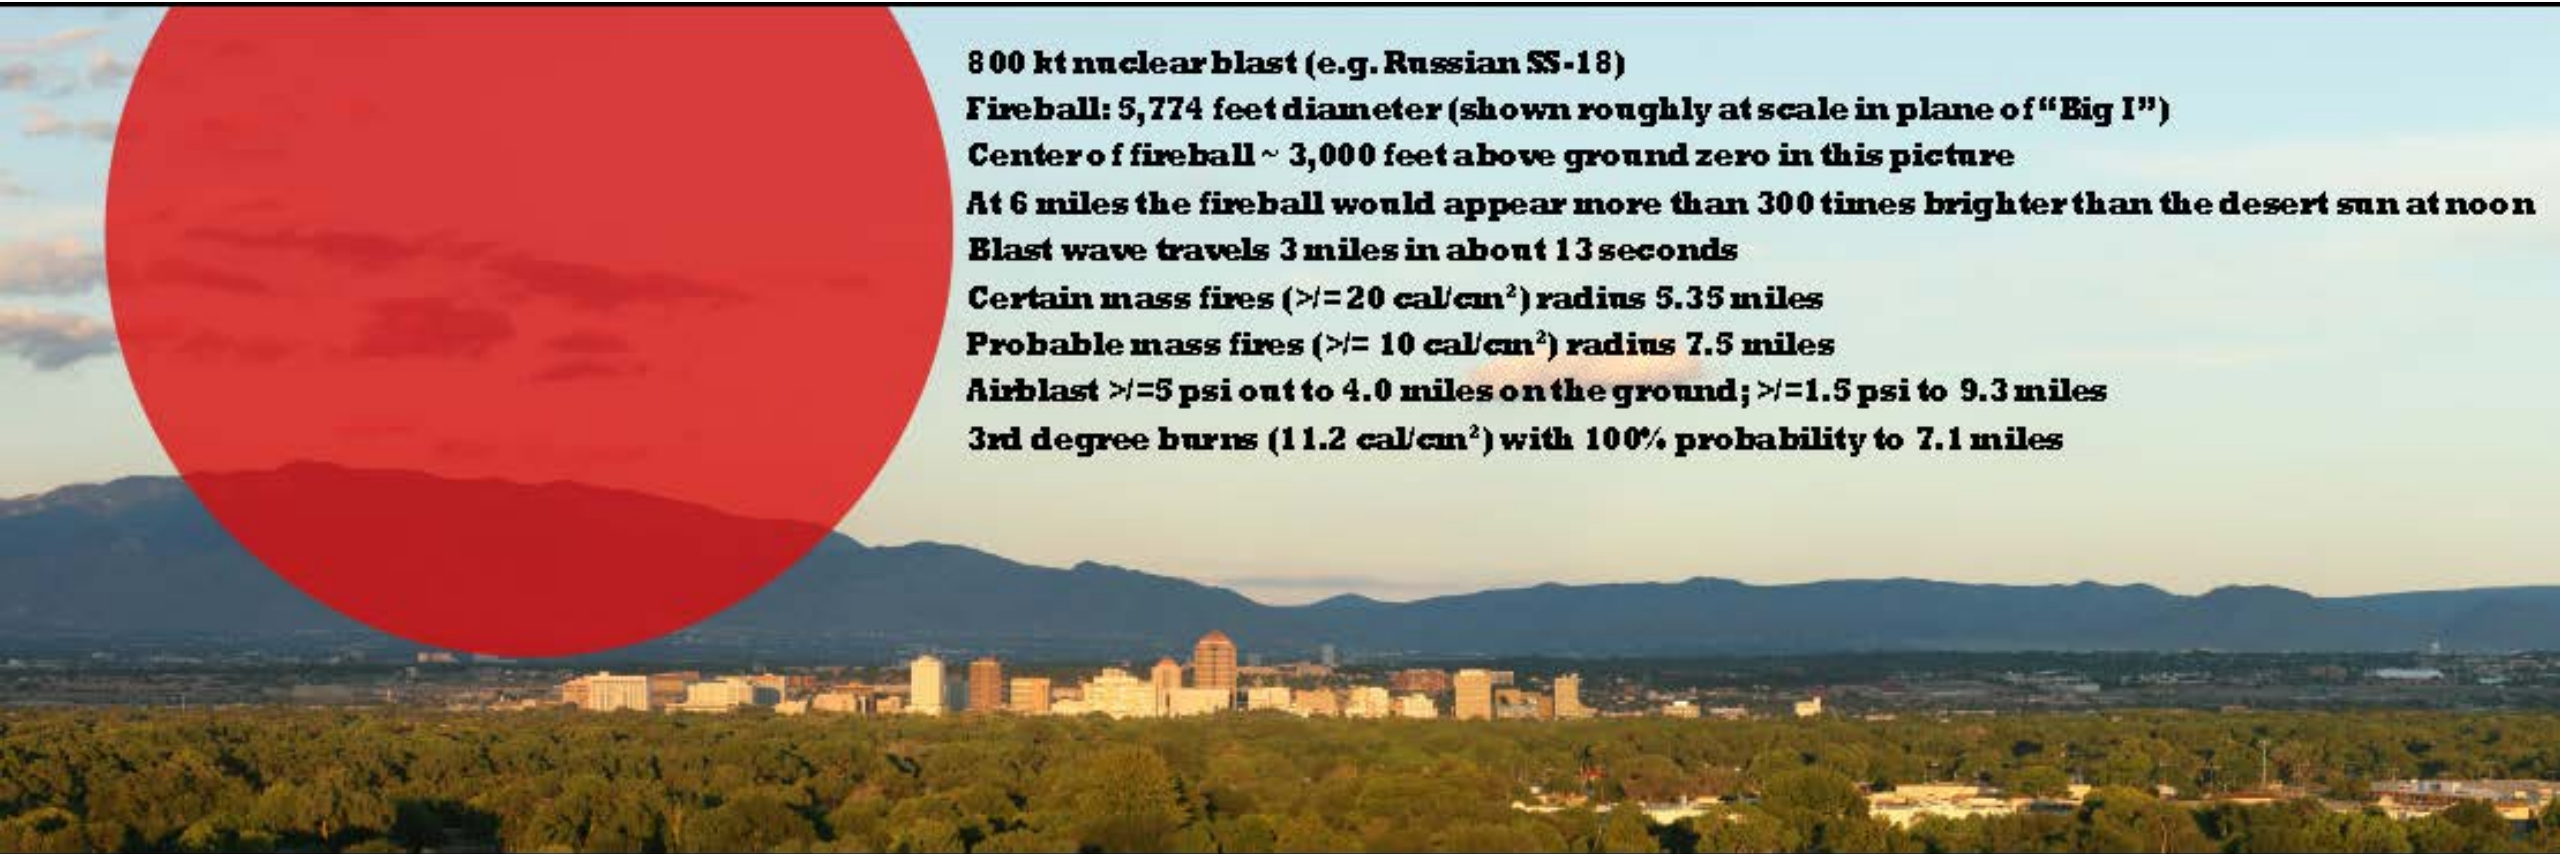 800 kt nuclear blast (e.g. Russian SS-18)
Fireball: 5,774 feet diameter (shown roughly at scale in plane of “Big I”)
Center of fireball ~ 3,000 feet above ground zero in this picture
At 6 miles the fireball would appear more than 300 times brighter than the desert sun at noon
Blast wave travels 3 miles in about 13 seconds
Certain mass fires (>/=20 cal/cm²) radius 5.35 miles
Probable mass fires (>/= 10 cal/cm²) radius 7.5 miles
Airblast >/=5 psi out to 4.0 miles on the ground; >/=1.5 psi to 9.3 miles
3rd degree burns (11.2 cal/cm²) with 100% probability to 7.1 miles